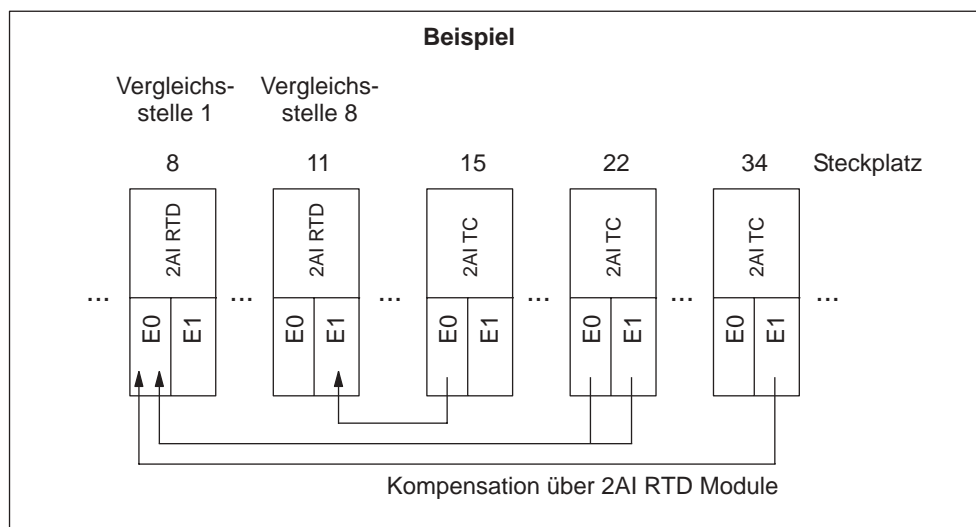 Beispiel
Vergleichs-
stelle 1
Vergleichs-
stelle 8
8 11 15 22 34 Steckplatz
2AI RTD 2AI RTD 2AI TC 2AI TC 2AI TC
... ... ... ... ... ...
E0 E1 E0 E1 E0 E1 E0 E1 E0 E1
Kompensation über 2AI RTD Module